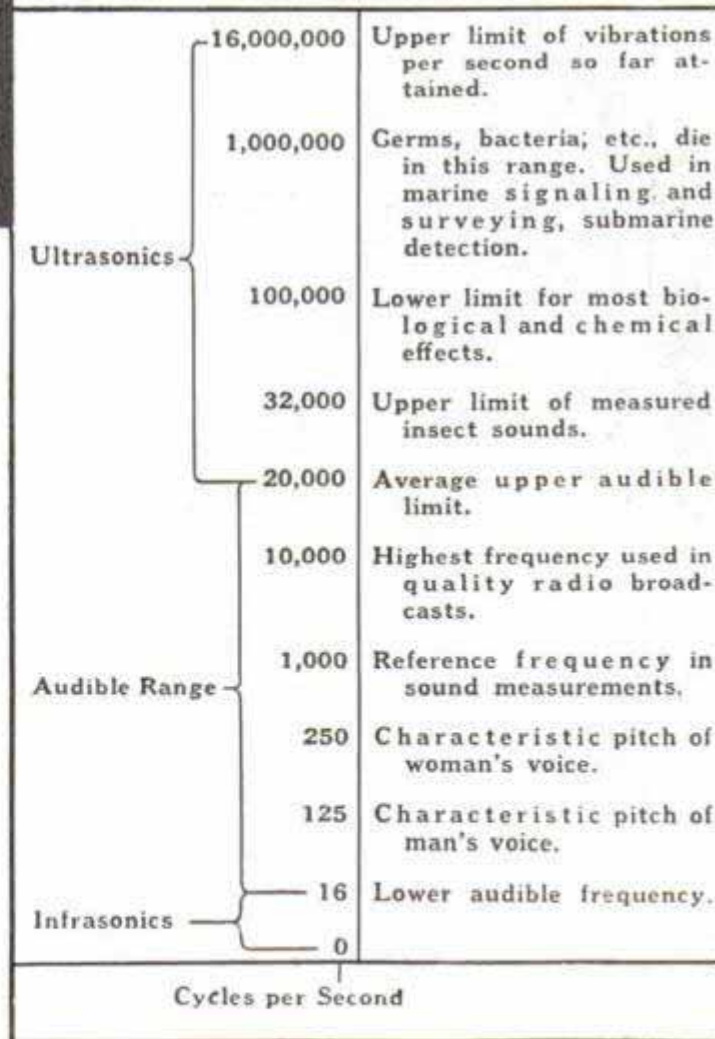 16,000,000 Upper limit of vibrations
per second so far at-
tained.
1,000,000 Germs, bacteria, etc., die
in this range. Used in
marine signaling and
surveying, submarine
detection.
Ultrasonics
100,000 Lower limit for most bio-
logical and chemical
effects.
32,000 Upper limit of measured
insect sounds.
20,000 Average upper audible
limit.
10,000 Highest frequency used in
quality radio broad-
casts.
1,000 Reference frequency in
sound measurements.
Audible Range
250 Characteristic pitch of
woman's voice.
125 Characteristic pitch of
man's voice.
16 Lower audible frequency.
Infrasonics
0
Cycles per Second